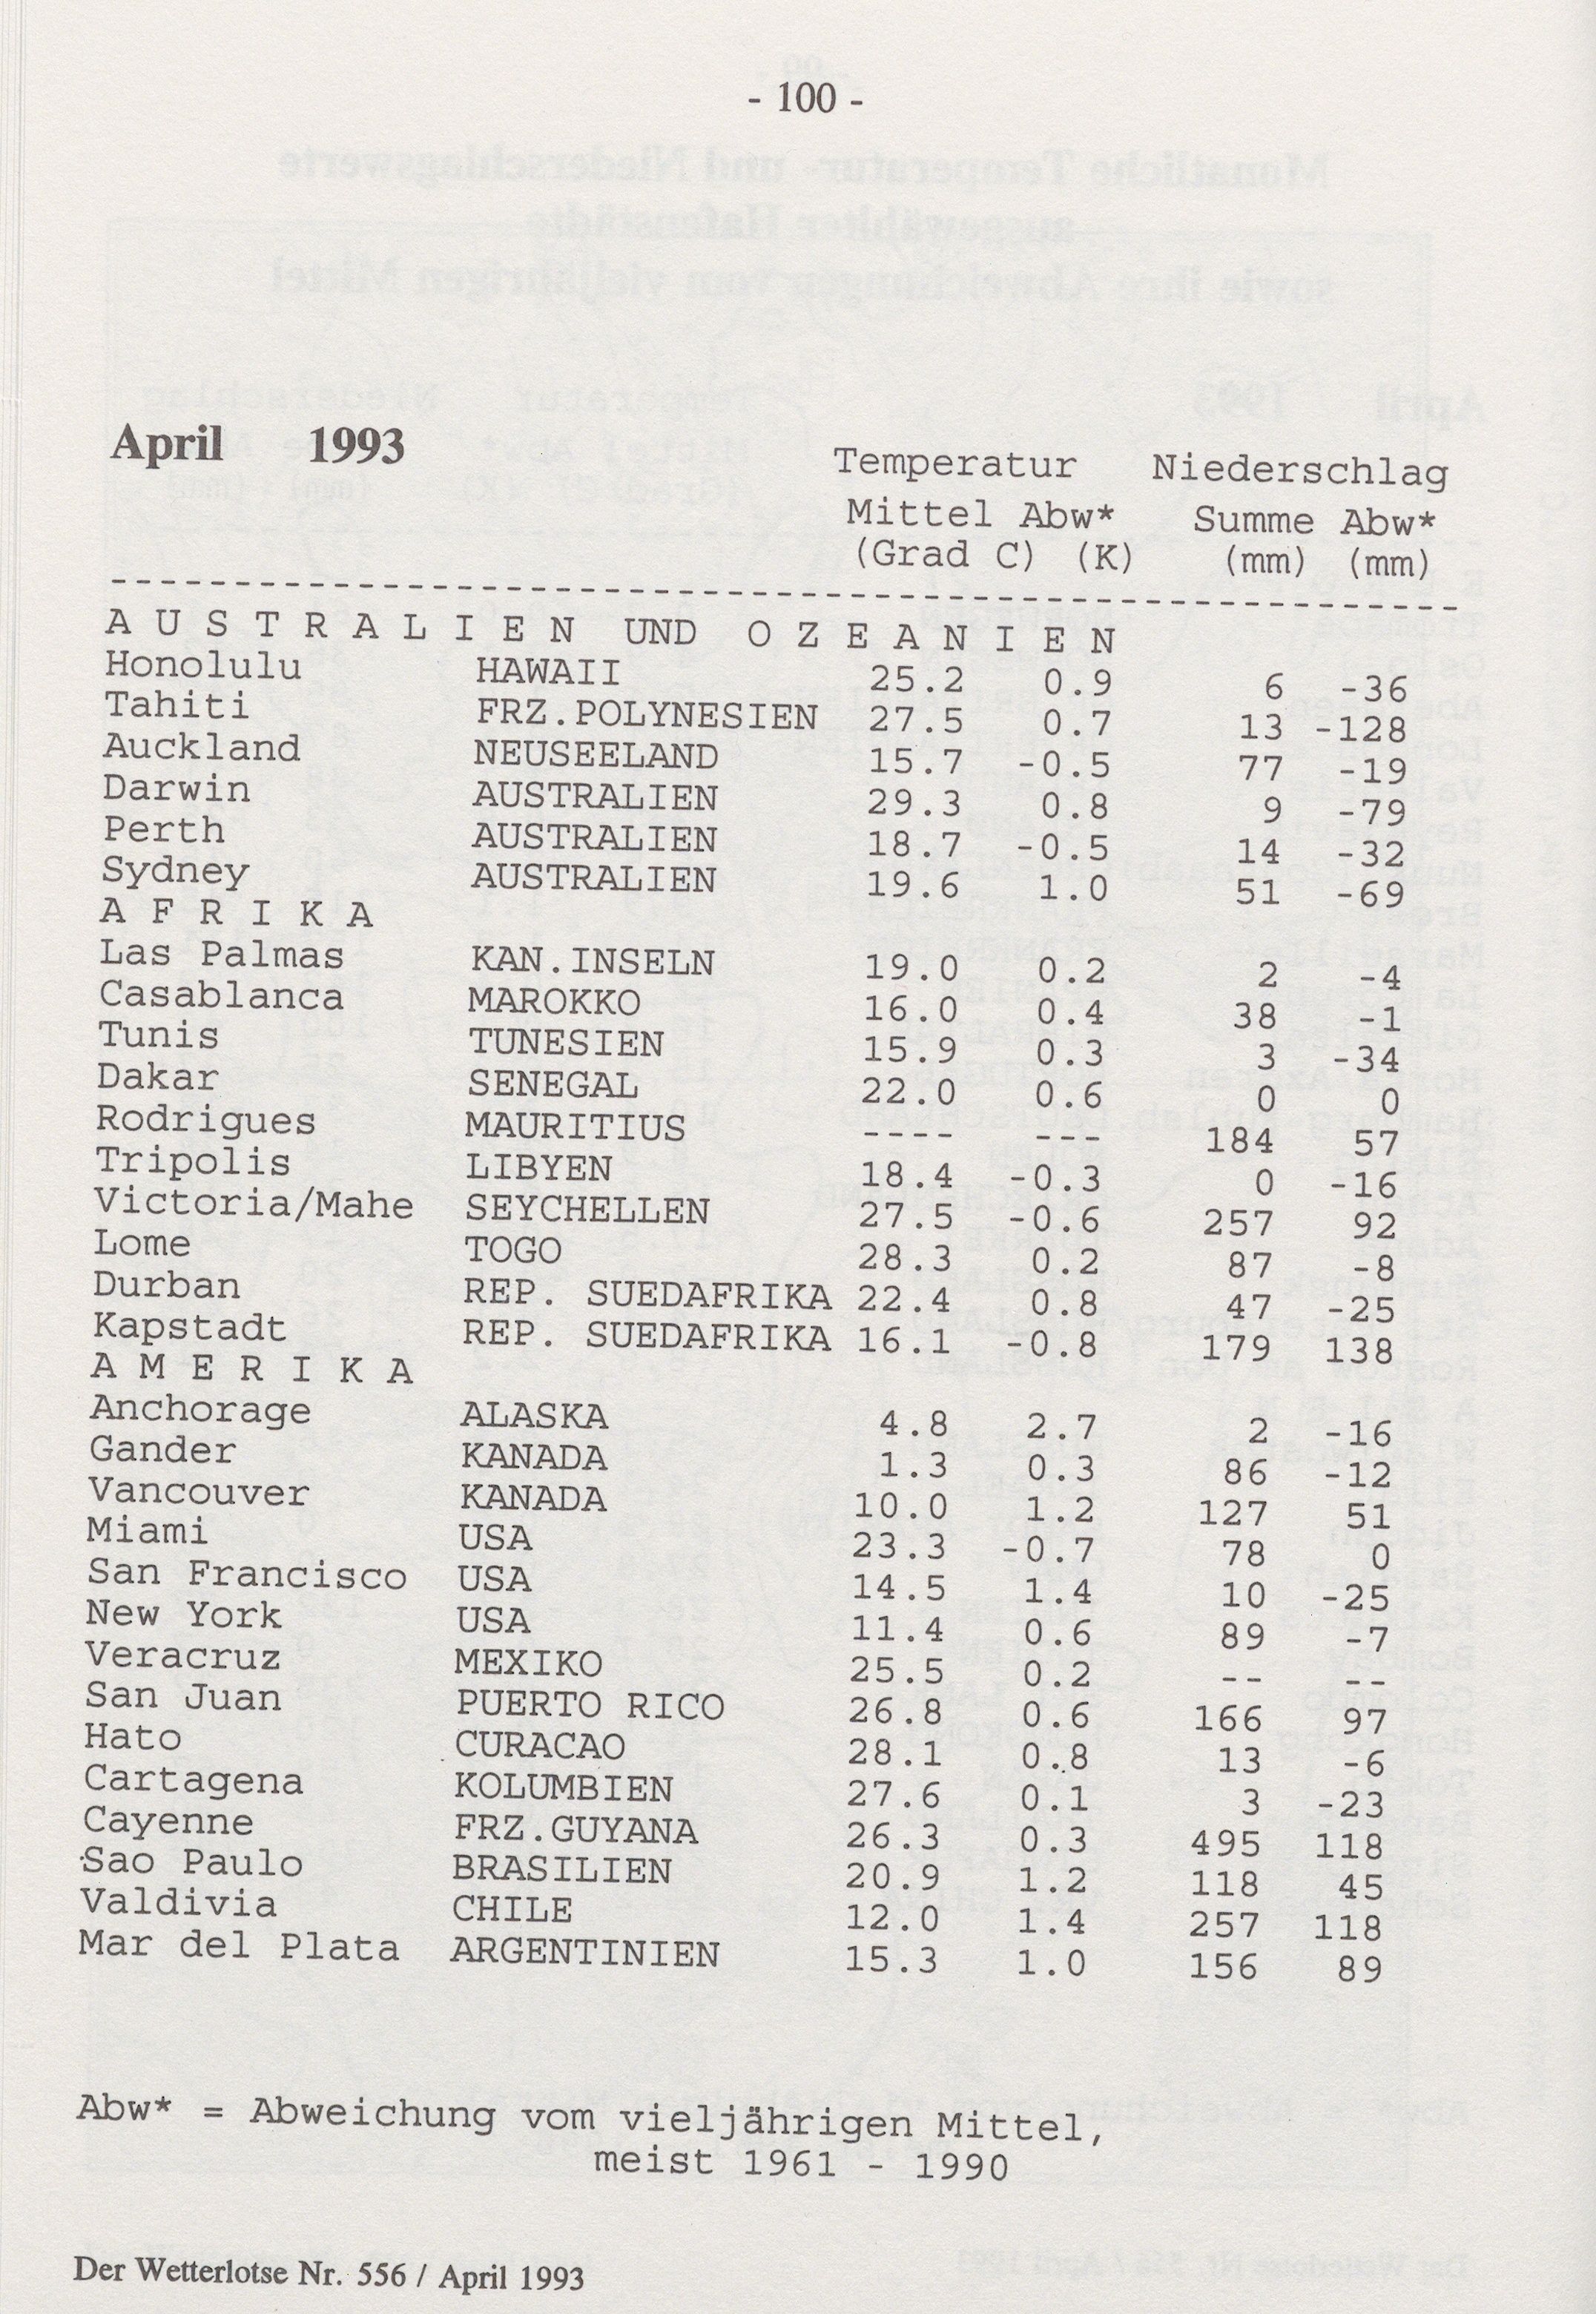 - 100 -
April 1993
Temperatur Niederschlag
Mittel Abw* Summe Abw*
(Grad C) (K) (mm) (mm)
-------------------------------------------------------
A U S T R A L I E N UND O Z E A N I E N
Honolulu HAWAII 25.2 0.9 6 -36
Tahiti FRZ.POLYNESIEN 27.5 0.7 13 -128
Auckland NEUSEELAND 15.7 -0.5 77 -19
Darwin AUSTRALIEN 29.3 0.8 9 -79
Perth AUSTRALIEN 18.7 -0.5 14 -32
Sydney AUSTRALIEN 19.6 1.0 51 -69
A F R I K A
Las Palmas KAN.INSELN 19.0 0.2 2 -4
Casablanca MAROKKO 16.0 0.4 38 -1
Tunis TUNESIEN 15.9 0.3 3 -34
Dakar SENEGAL 22.0 0.6 0 0
Rodrigues MAURITIUS ---- --- 184 57
Tripolis LIBYEN 18.4 -0.3 0 -16
Victoria/Mahe SEYCHELLEN 27.5 -0.6 257 92
Lome TOGO 28.3 0.2 87 -8
Durban REP. SUEDAFRIKA 22.4 0.8 47 -25
Kapstadt REP. SUEDAFRIKA 16.1 -0.8 179 138
A M E R I K A
Anchorage ALASKA 4.8 2.7 2 -16
Gander KANADA 1.3 0.3 86 -12
Vancouver KANADA 10.0 1.2 127 51
Miami USA 23.3 -0.7 78 0
San Francisco USA 14.5 1.4 10 -25
New York USA 11.4 0.6 89 -7
Veracruz MEXIKO 25.5 0.2 -- --
San Juan PUERTO RICO 26.8 0.6 166 97
Hato CURACAO 28.1 0.8 13 -6
Cartagena KOLUMBIEN 27.6 0.1 3 -23
Cayenne FRZ.GUYANA 26.3 0.3 495 118
Sao Paulo BRASILIEN 20.9 1.2 118 45
Valdivia CHILE 12.0 1.4 257 118
Mar del Plata ARGENTINIEN 15.3 1.0 156 89
Abw* = Abweichung vom vieljährigen Mittel,
meist 1961 - 1990
Der Wetterlotse Nr. 556 / April 1993